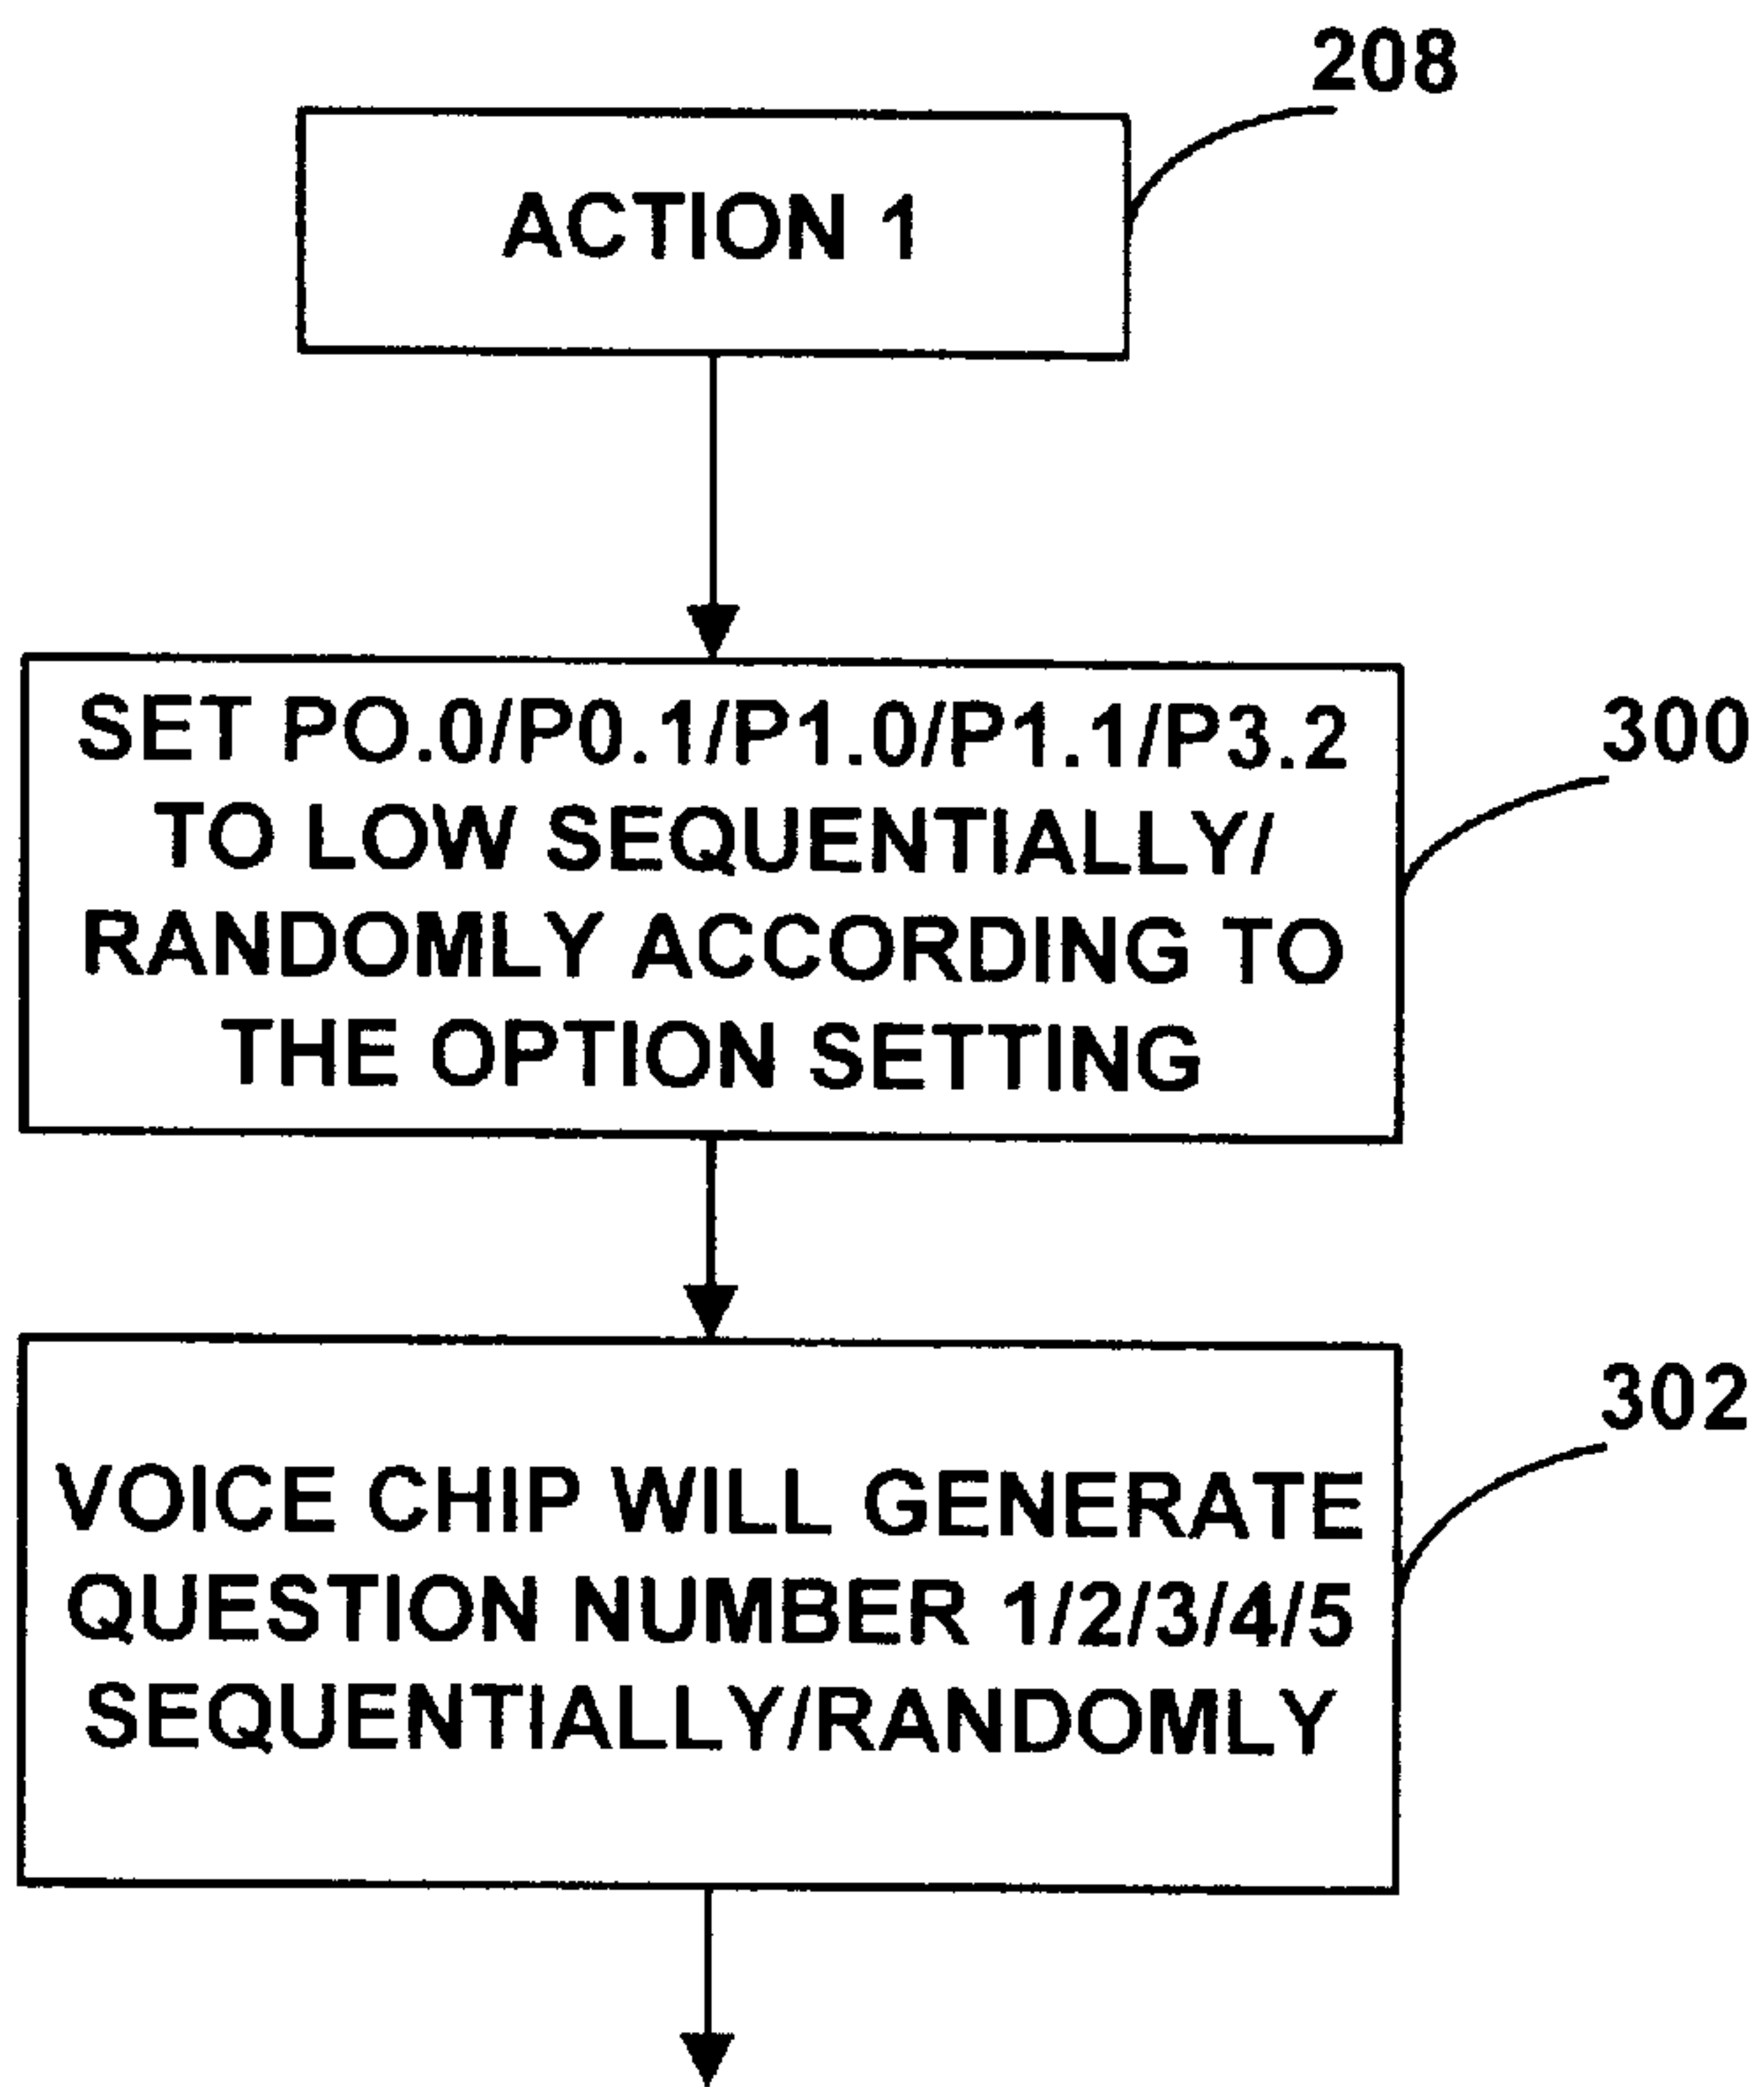 208
ACTION 1
SET PO.0/P0.1/P1.0/P1.1/P3.2
TO LOW SEQUENTIALLY/
RANDOMLY ACCORDING TO
THE OPTION SETTING
300
VOICE CHIP WILL GENERATE
QUESTION NUMBER 1/2/3/4/5
SEQUENTIALLY/RANDOMLY
302